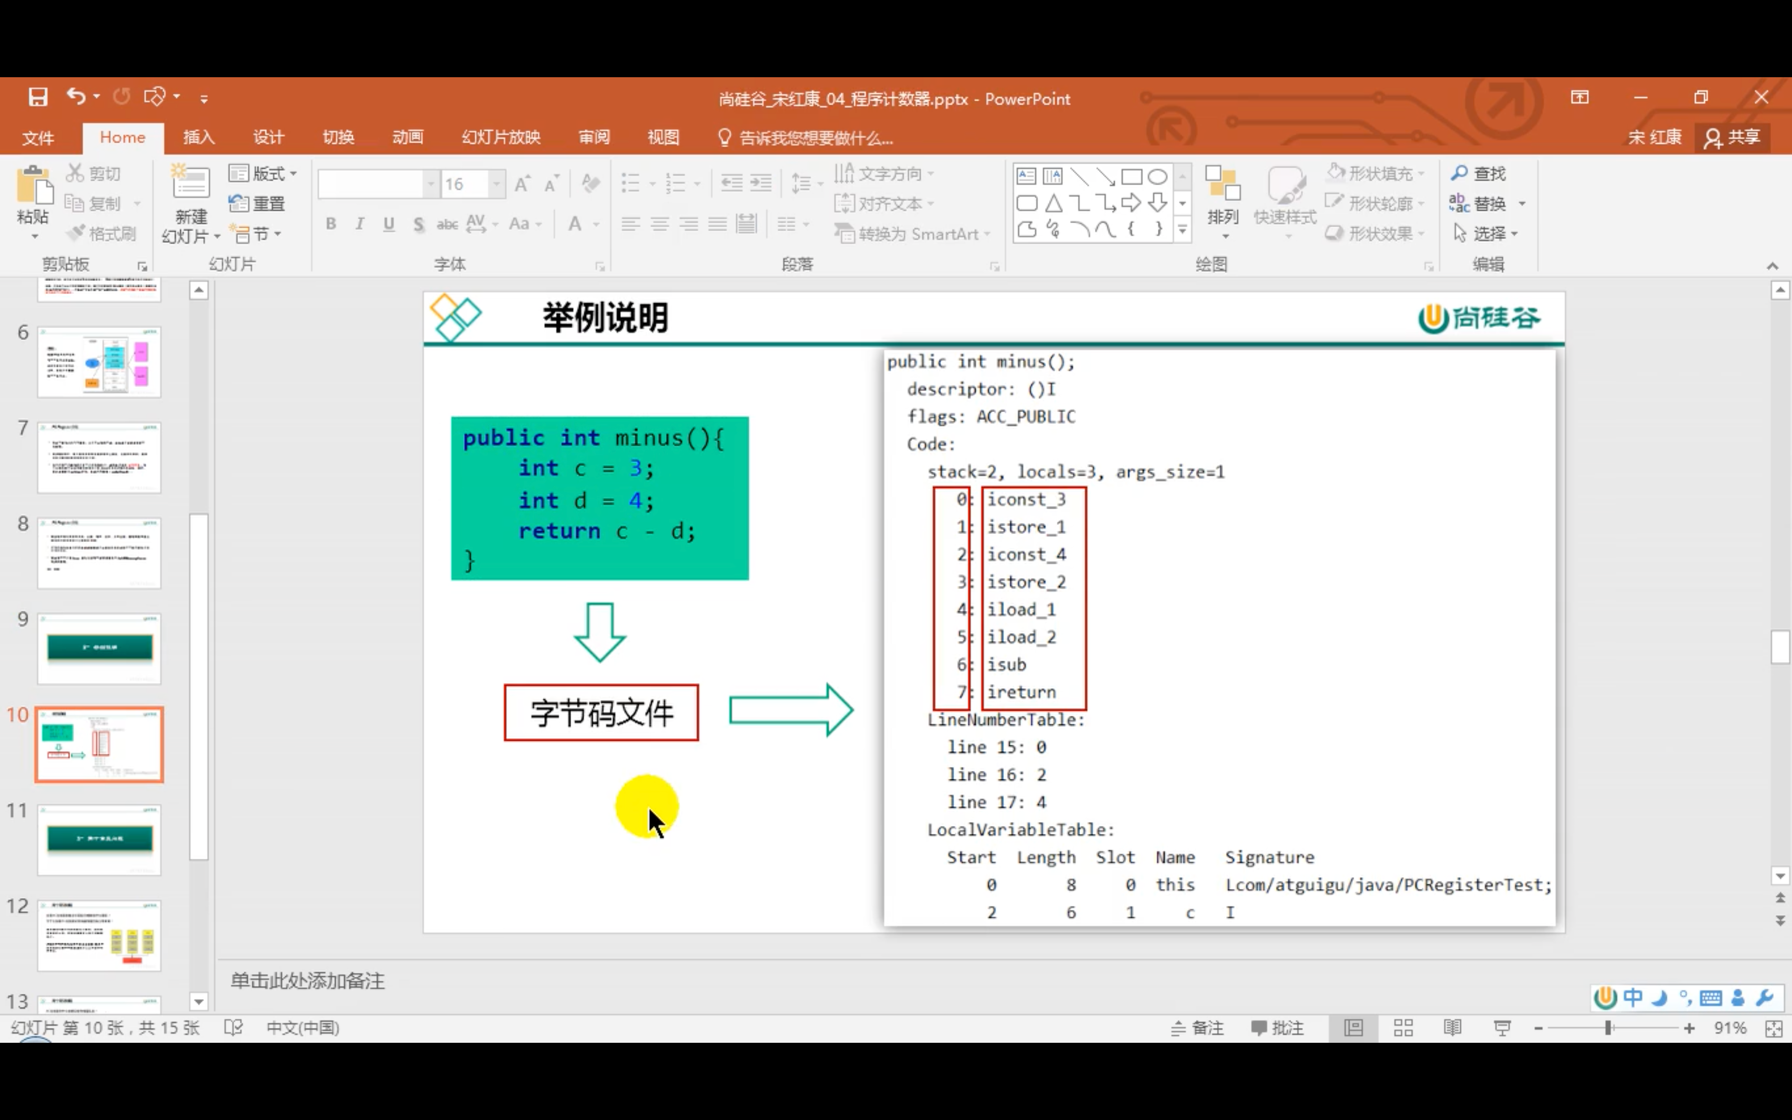 尚硅谷_宋红康_04_程序计数器.pptx - PowerPoint
文件 Home 插入 设计 切换 动画 幻灯片放映 审阅 视图 告诉我您想要做什么... 宋 红康 共享
粘贴 剪切 复制 格式刷 剪贴板
新建 幻灯片 版式 重置 节 幻灯片
16 B I U S abc AV Aa A 字体
文字方向 对齐文本 转换为 SmartArt 段落
排列 快速样式 形状填充 形状轮廓 形状效果 绘图
查找 替换 选择 编辑
6
7
8
9
10
11
12
13
举例说明
尚硅谷
public int minus(){
int c = 3;
int d = 4;
return c - d;
}
字节码文件
public int minus();
descriptor: ()I
flags: ACC_PUBLIC
Code:
stack=2, locals=3, args_size=1
0: iconst_3
1: istore_1
2: iconst_4
3: istore_2
4: iload_1
5: iload_2
6: isub
7: ireturn
LineNumberTable:
line 15: 0
line 16: 2
line 17: 4
LocalVariableTable:
Start Length Slot Name Signature
0 8 0 this Lcom/atguigu/java/PCRegisterTest;
2 6 1 c I
单击此处添加备注
中
幻灯片 第 10 张，共 15 张 中文(中国) 备注 批注 91%